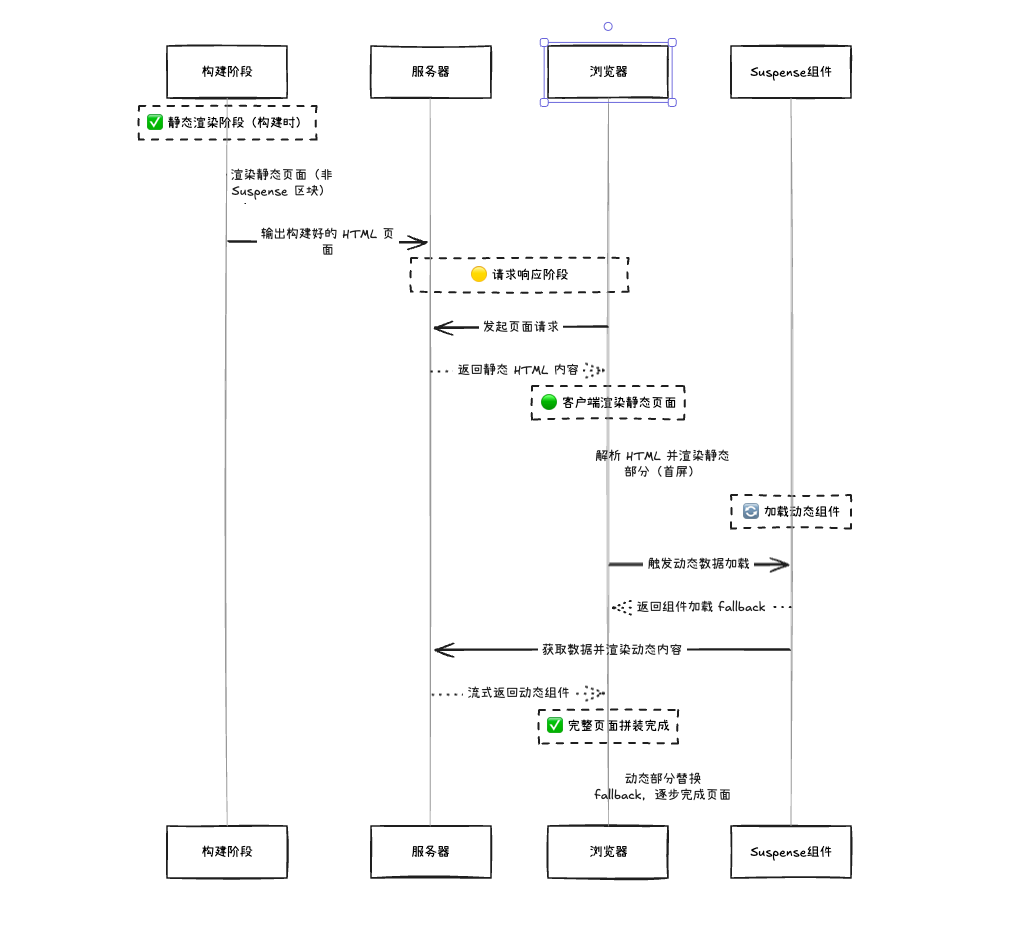 构建阶段
服务器
浏览器
Suspense组件
✅ 静态渲染阶段（构建时）
渲染静态页面（非
Suspense 区块）
输出构建好的 HTML 页
面
🟡 请求响应阶段
发起页面请求
返回静态 HTML 内容
🟢 客户端渲染静态页面
解析 HTML 并渲染静态
部分（首屏）
🔄 加载动态组件
触发动态数据加载
返回组件加载 fallback
获取数据并渲染动态内容
流式返回动态组件
✅ 完整页面拼装完成
动态部分替换
fallback，逐步完成页面
构建阶段
服务器
浏览器
Suspense组件